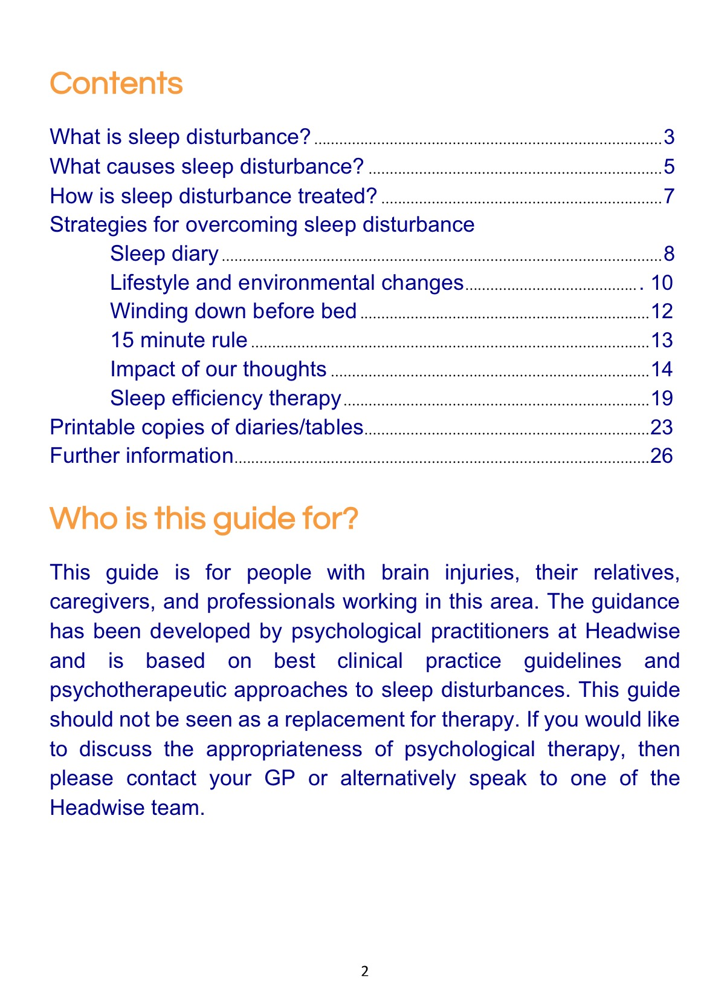 Contents
What is sleep disturbance? ........................................................................ 3
What causes sleep disturbance? ............................................................. 5
How is sleep disturbance treated? .......................................................... 7
Strategies for overcoming sleep disturbance
Sleep diary ........................................................................................... 8
Lifestyle and environmental changes................................... . 10
Winding down before bed ............................................................ 12
15 minute rule .................................................................................. 13
Impact of our thoughts .................................................................. 14
Sleep efficiency therapy ............................................................... 19
Printable copies of diaries/tables........................................................... 23
Further information...................................................................................... 26
Who is this guide for?
This guide is for people with brain injuries, their relatives,
caregivers, and professionals working in this area. The guidance
has been developed by psychological practitioners at Headwise
and is based on best clinical practice guidelines and
psychotherapeutic approaches to sleep disturbances. This guide
should not be seen as a replacement for therapy. If you would like
to discuss the appropriateness of psychological therapy, then
please contact your GP or alternatively speak to one of the
Headwise team.
2